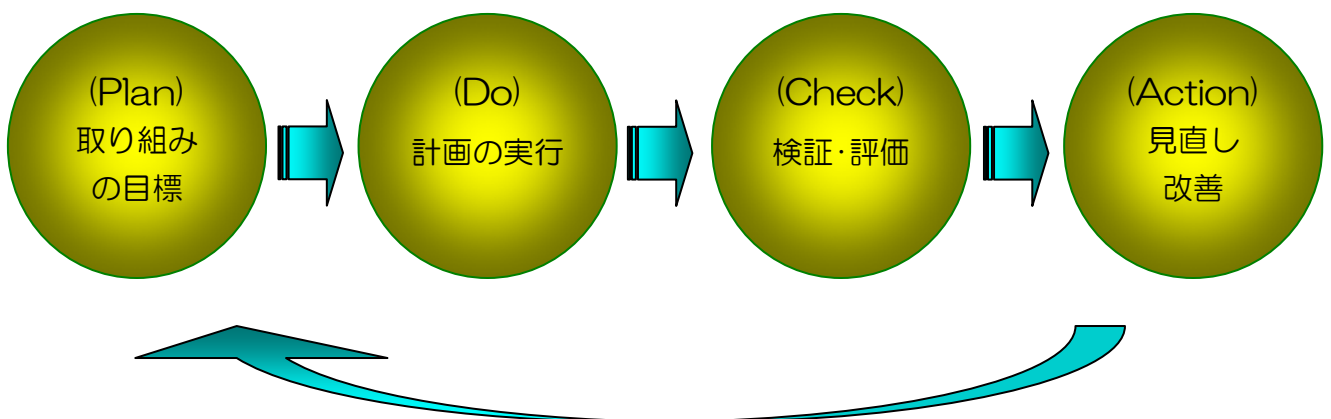 (Plan)
取り組み
の目標
(Do)
計画の実行
(Check)
検証・評価
(Action)
見直し
改善